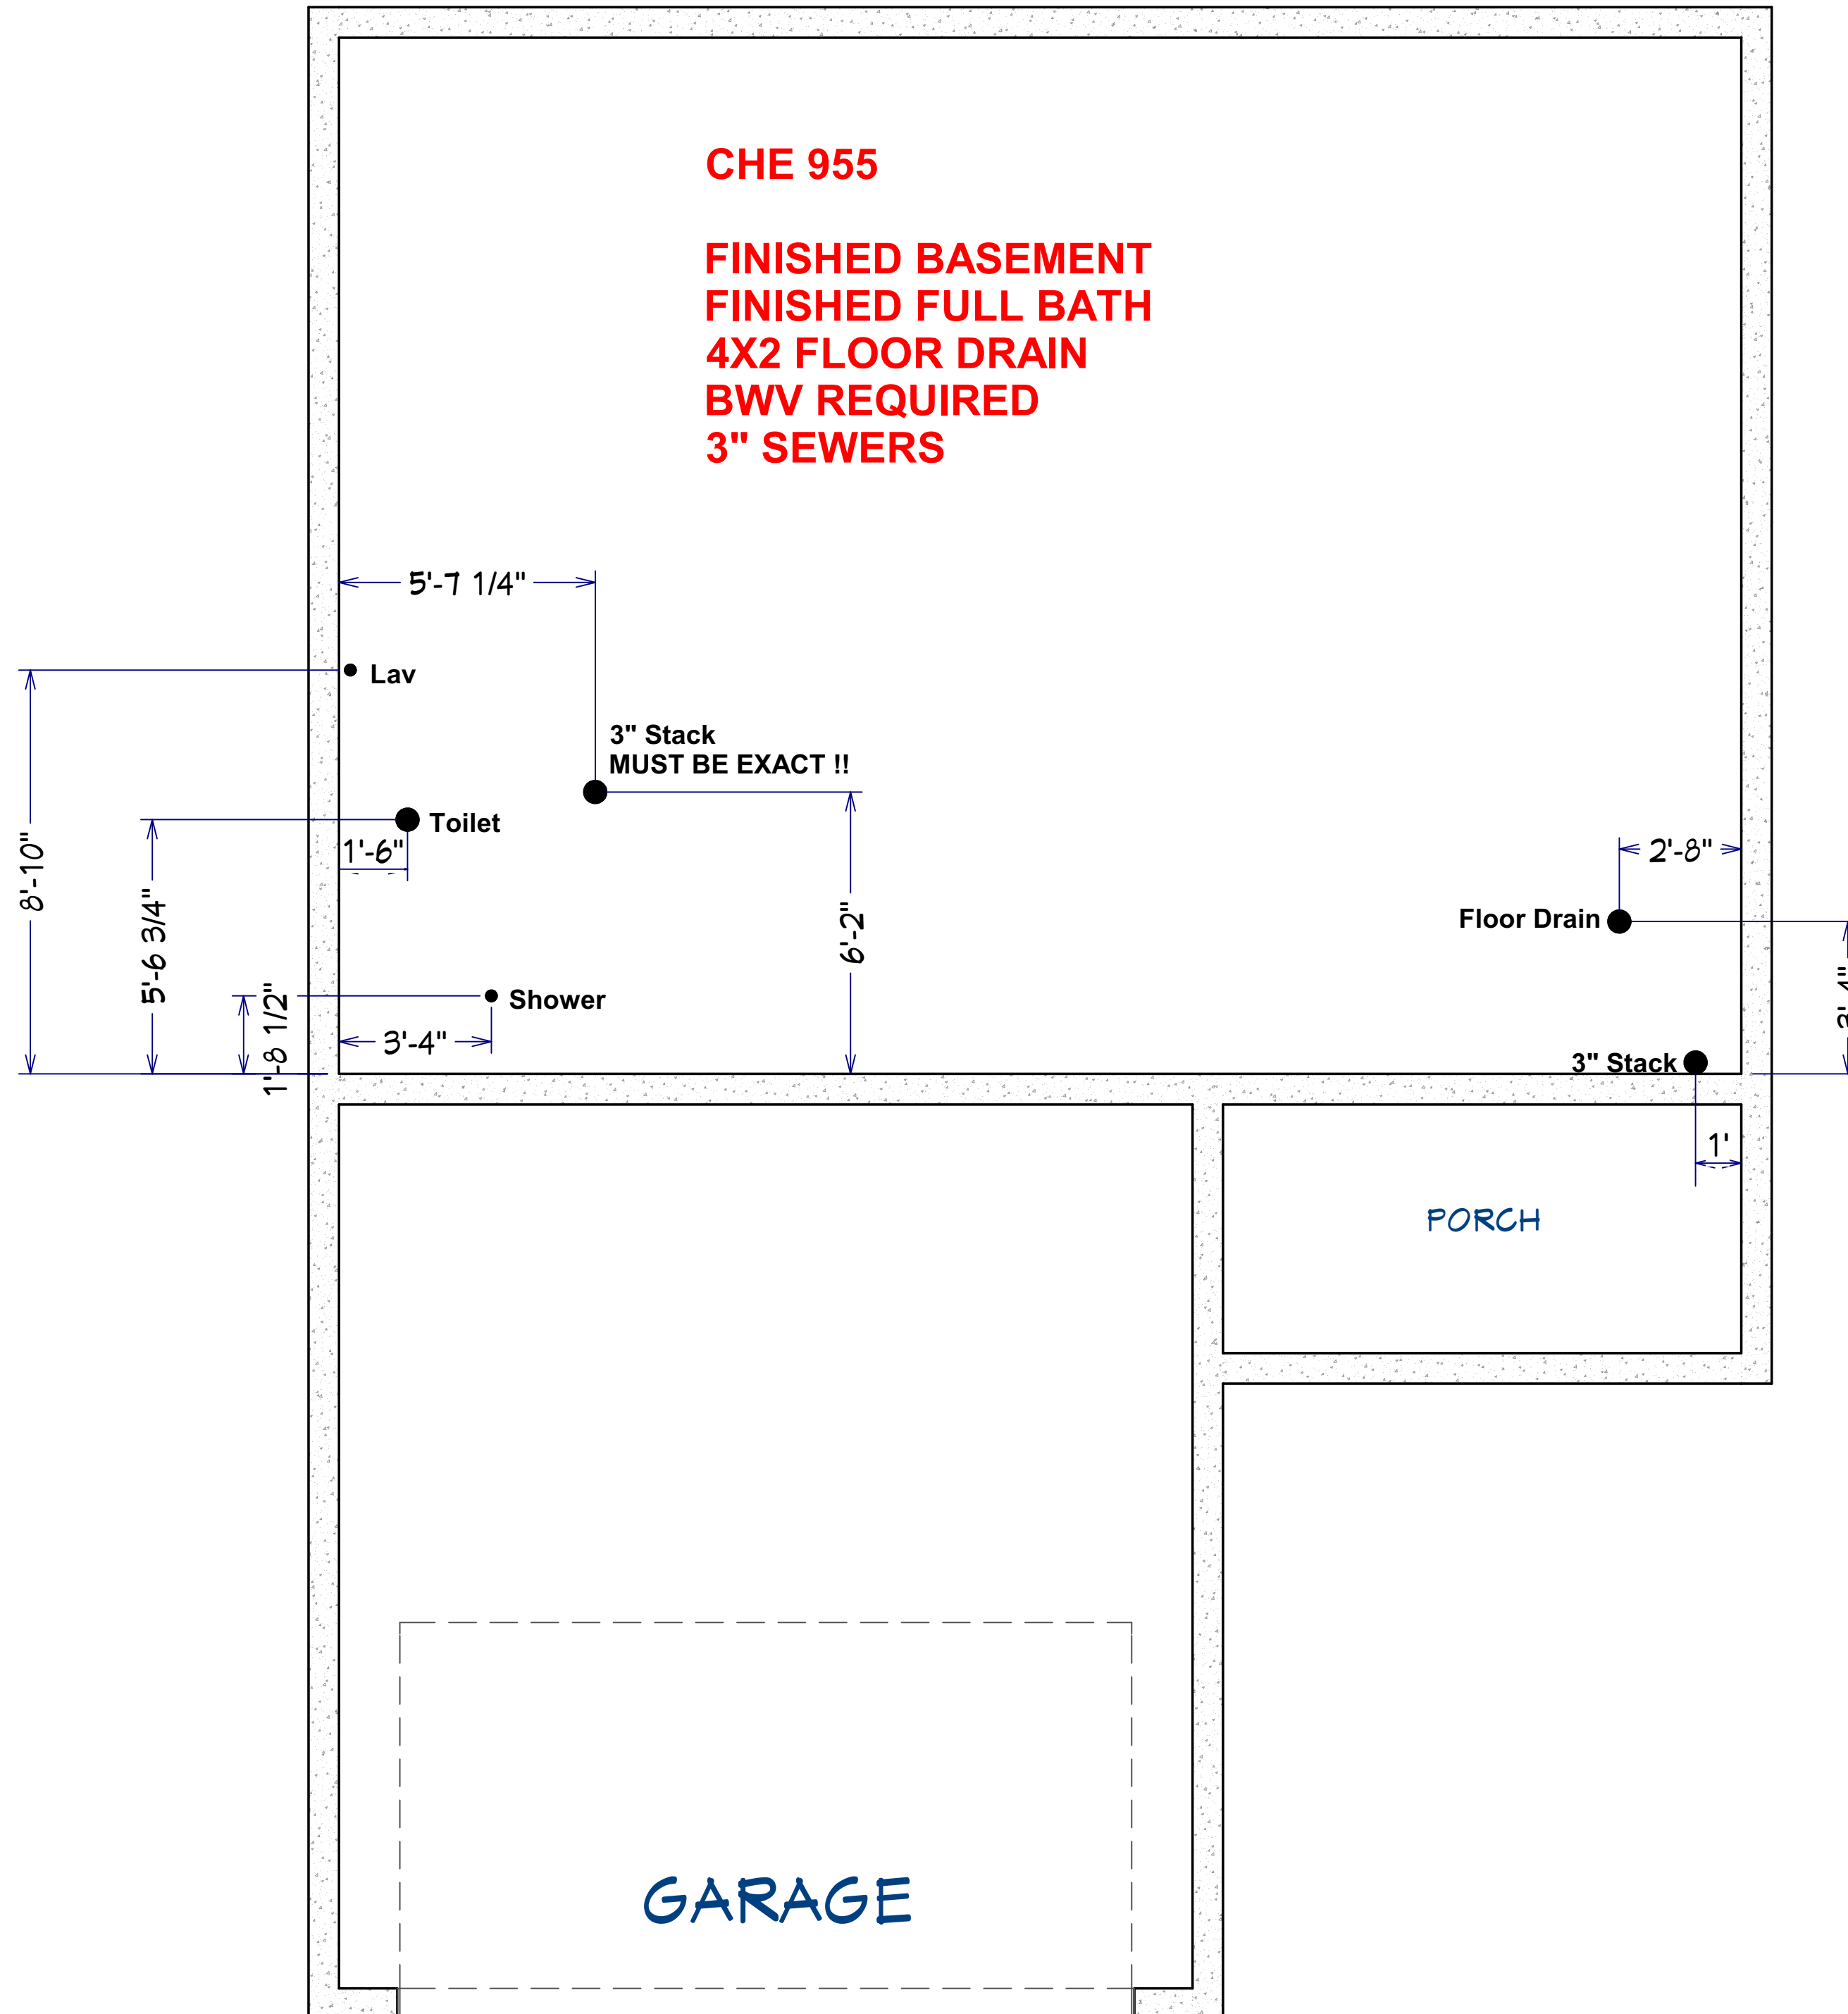 CHE 955
FINISHED BASEMENT
FINISHED FULL BATH
4X2 FLOOR DRAIN
BWV REQUIRED
3" SEWERS
5'-7 1/4"
Lav
3" Stack
MUST BE EXACT !!
Toilet
1'-6"
8'-10"
5'-6 3/4"
6'-2"
2'-8"
Floor Drain
1'-8 1/2"
Shower
3'-4"
3" Stack
1'
PORCH
GARAGE